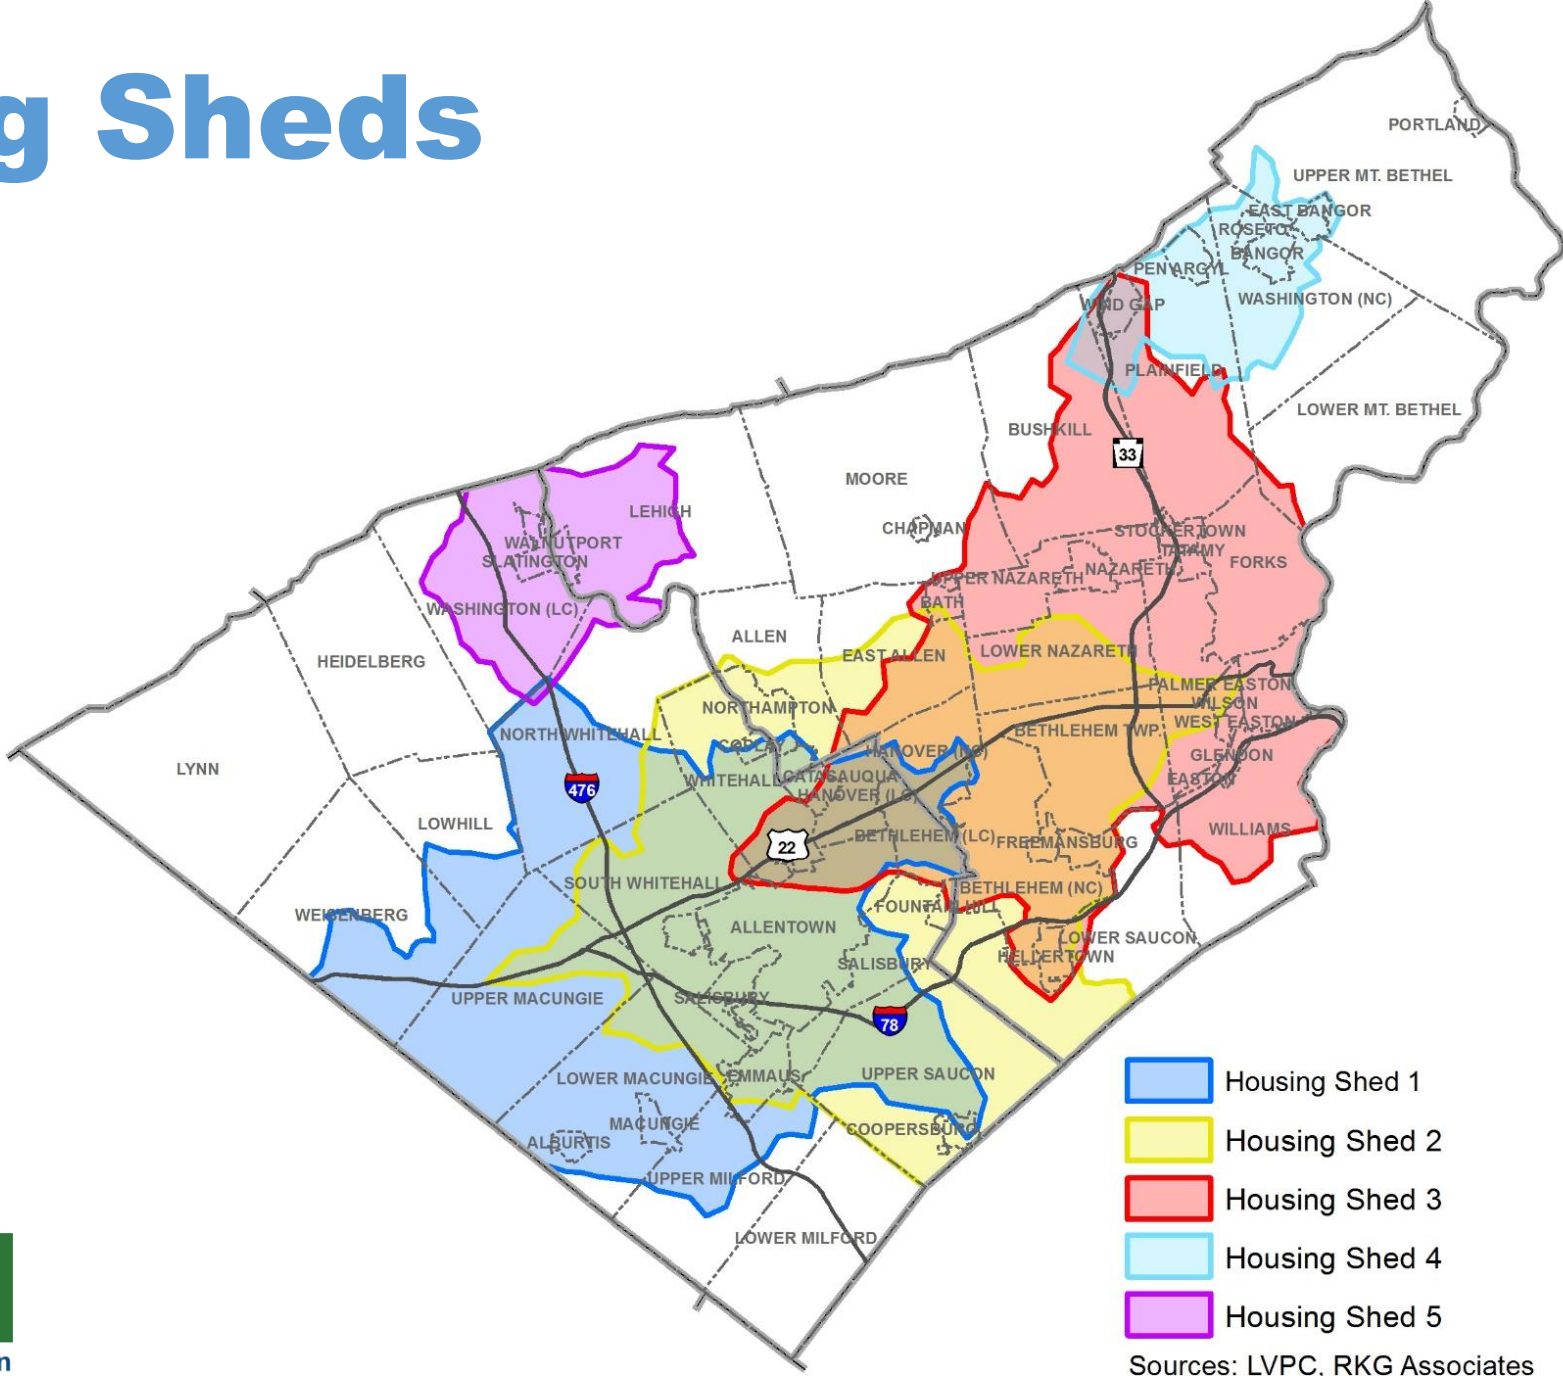 g Sheds
PORTLAND
UPPER MT. BETHEL
EAST BANGOR
ROSETO
BANGOR
PEN ARGYL
WASHINGTON (NC)
WIND GAP
PLAINFIELD
LOWER MT. BETHEL
BUSHKILL
33
MOORE
CHAPMAN
LEHIGH
STOCKERTOWN
WALNUTPORT
TATAMY
SLATINGTON
FORKS
NAZARETH
UPPER NAZARETH
BATH
WASHINGTON (LC)
ALLEN
EAST ALLEN
LOWER NAZARETH
HEIDELBERG
PALMER
EASTON
WILSON
NORTHAMPTON
WEST EASTON
NORTH WHITEHALL
BETHLEHEM TWP.
COPLAY
HANOVER (NC)
GLENDON
LYNN
WHITEHALL
CATASAUQUA
EASTON
476
HANOVER (LC)
LOWHILL
BETHLEHEM (LC)
FREEMANSBURG
WILLIAMS
22
SOUTH WHITEHALL
BETHLEHEM (NC)
WEISENBERG
FOUNTAIN HILL
ALLENTOWN
LOWER SAUCON
HELLERTOWN
SALISBURY
UPPER MACUNGIE
SALISBURY
78
LOWER MACUNGIE
EMMAUS
UPPER SAUCON
MACUNGIE
COOPERSBURG
ALBURTIS
UPPER MILFORD
LOWER MILFORD
Housing Shed 1
Housing Shed 2
Housing Shed 3
Housing Shed 4
Housing Shed 5
Sources: LVPC, RKG Associates
n